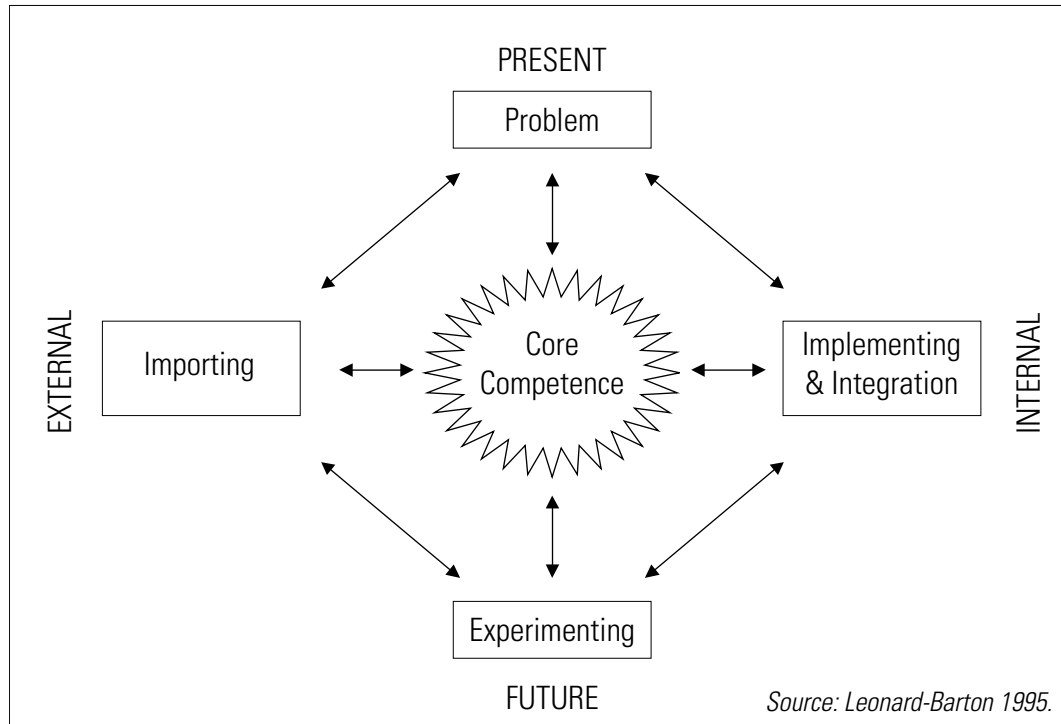 PRESENT
Problem
EXTERNAL
Importing
Core
Competence
Implementing
& Integration
INTERNAL
Experimenting
FUTURE
Source: Leonard-Barton 1995.